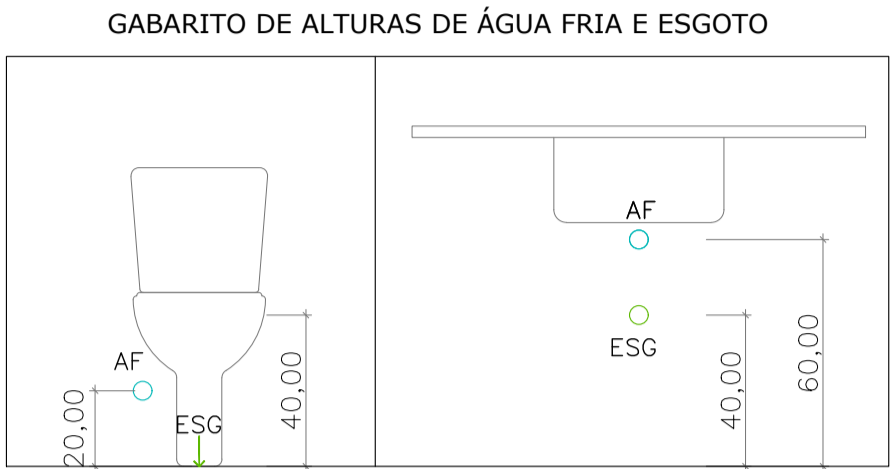 GABARITO DE ALTURAS DE ÁGUA FRIA E ESGOTO
AF
ESG
20,00
40,00
AF
ESG
40,00
60,00